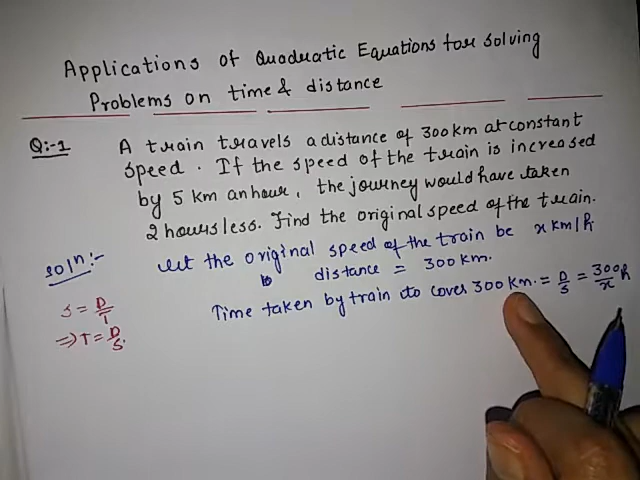 Applications of Quadratic Equations for solving
Problems on time & distance
Q:-1 A train travels a distance of 300 km at constant
speed. If the speed of the train is increased
by 5 km an hour, the journey would have taken
2 hours less. Find the original speed of the train.
Soln:- Let the original speed of the train be x km/h
distance = 300 km.
S = D/T Time taken by train to cover 300 km. = D/S = 300/x h
⇒ T = D/S.